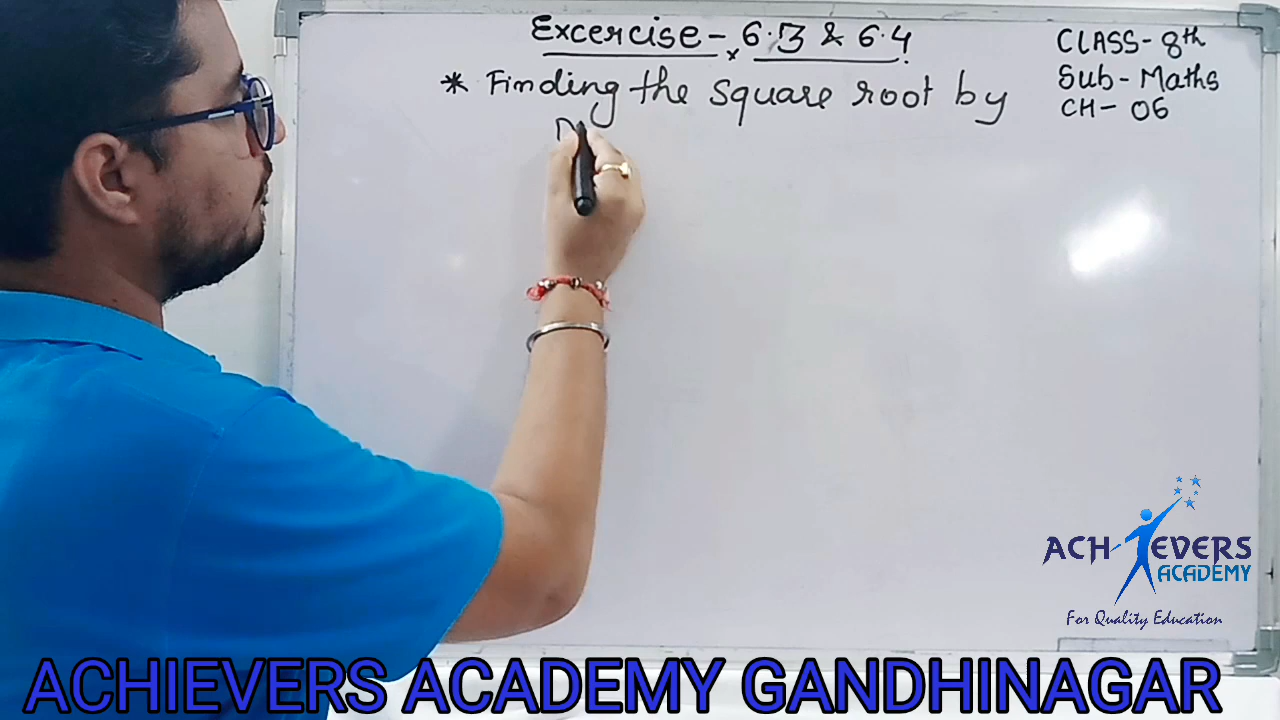 Excercise - 6.3 & 6.4
* Finding the square root by
CLASS - 8th
Sub - Maths
CH - 06
ACHIEVERS
ACADEMY
For Quality Education
ACHIEVERS ACADEMY GANDHINAGAR